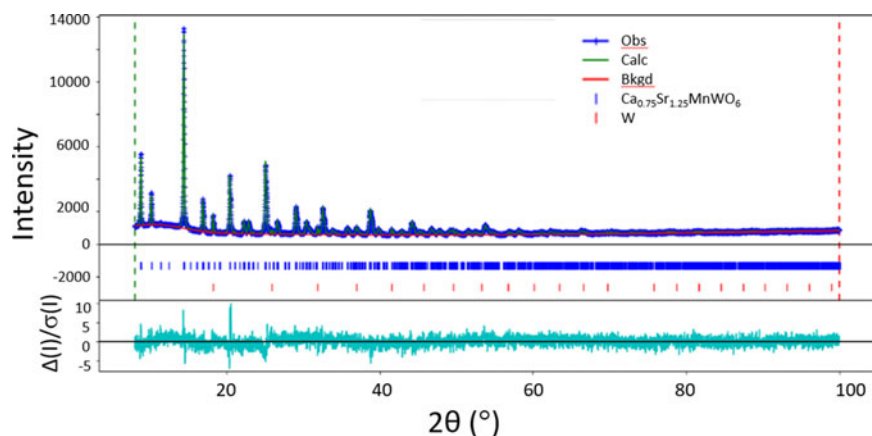 14000
10000
6000
2000
0
-2000
Intensity
Obs
Calc
Bkgd
Ca₀.₇₅Sr₁.₂₅MnWO₆
W
10
5
0
-5
Δ(I)/σ(I)
20 40 60 80 100
2θ (°)